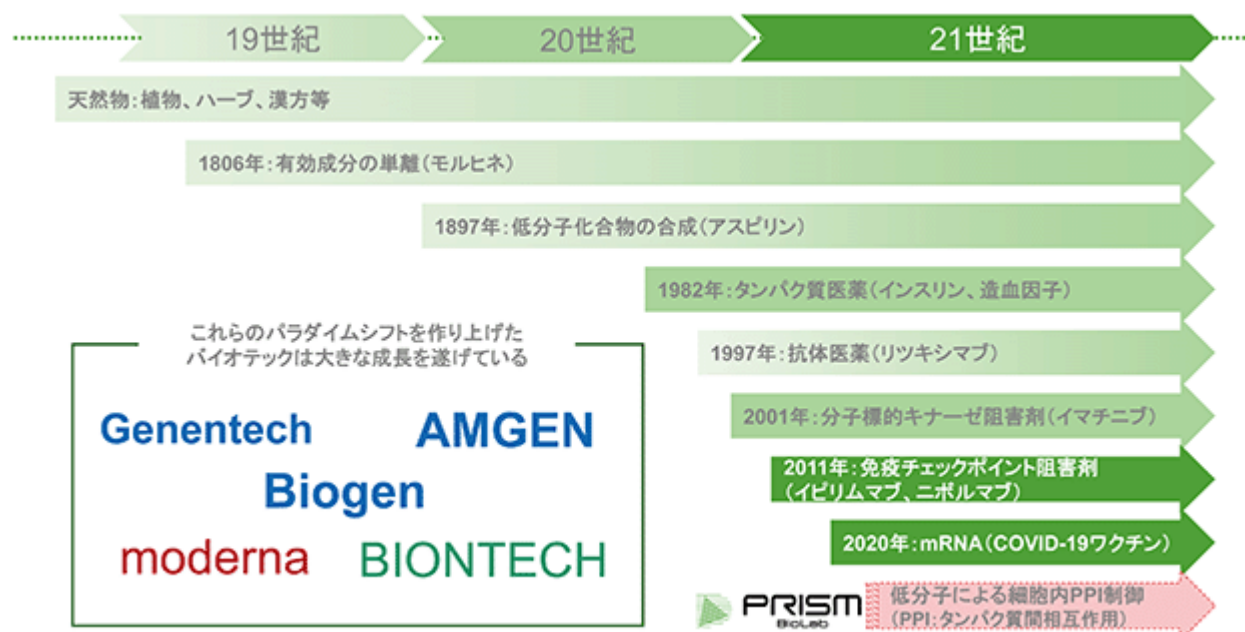 19世紀
20世紀
21世紀
天然物:植物、ハーブ、漢方等
1806年:有効成分の単離(モルヒネ)
1897年:低分子化合物の合成(アスピリン)
1982年:タンパク質医薬(インスリン、造血因子)
1997年:抗体医薬(リツキシマブ)
2001年:分子標的キナーゼ阻害剤(イマチニブ)
2011年:免疫チェックポイント阻害剤
(イピリムマブ、ニボルマブ)
2020年:mRNA(COVID-19ワクチン)
PRISM
BioLab
低分子による細胞内PPI制御
(PPI:タンパク質間相互作用)
これらのパラダイムシフトを作り上げた
バイオテックは大きな成長を遂げている
Genentech
AMGEN
Biogen
moderna
BIONTECH